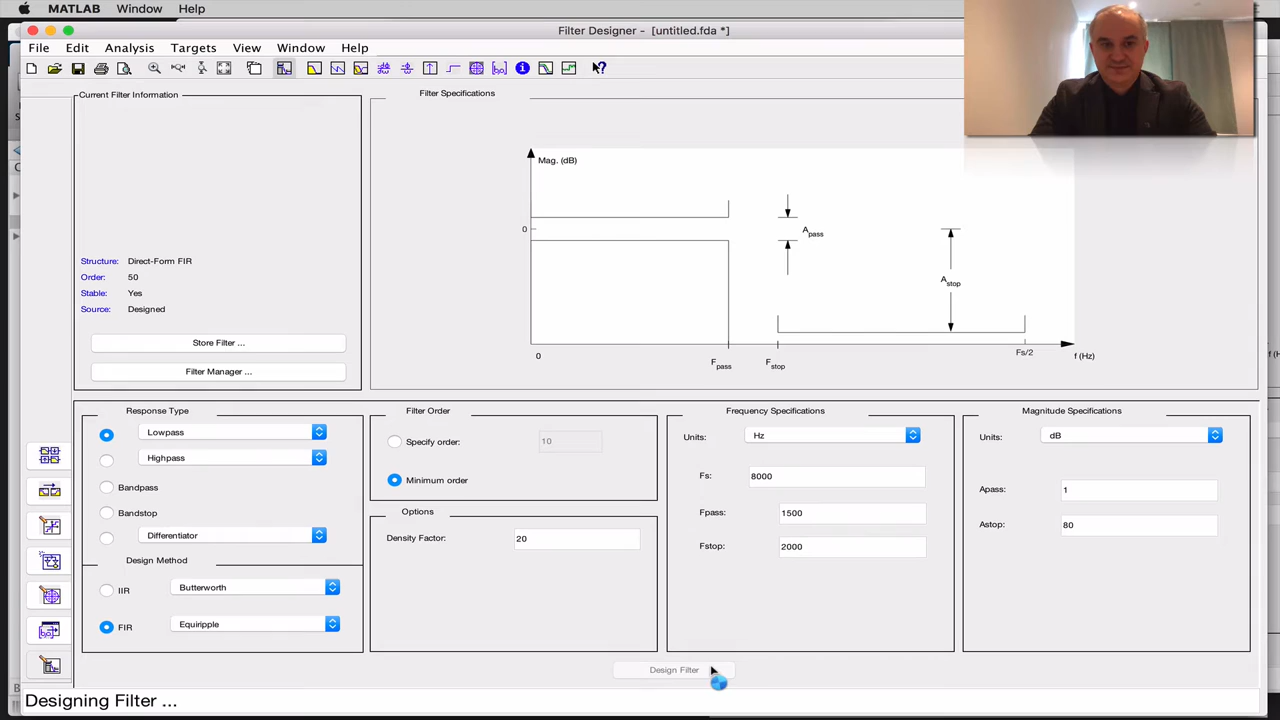 MATLAB Window Help
Filter Designer - [untitled.fda *]
File Edit Analysis Targets View Window Help
Current Filter Information
Structure: Direct-Form FIR
Order: 50
Stable: Yes
Source: Designed
Store Filter ...
Filter Manager ...
Filter Specifications
Mag. (dB)
0
Apass
Astop
0
Fpass
Fstop
Fs/2
f (Hz)
Response Type
Lowpass
Highpass
Bandpass
Bandstop
Differentiator
Design Method
IIR Butterworth
FIR Equiripple
Filter Order
Specify order: 10
Minimum order
Options
Density Factor: 20
Frequency Specifications
Units: Hz
Fs: 8000
Fpass: 1500
Fstop: 2000
Magnitude Specifications
Units: dB
Apass: 1
Astop: 80
Design Filter
Designing Filter ...